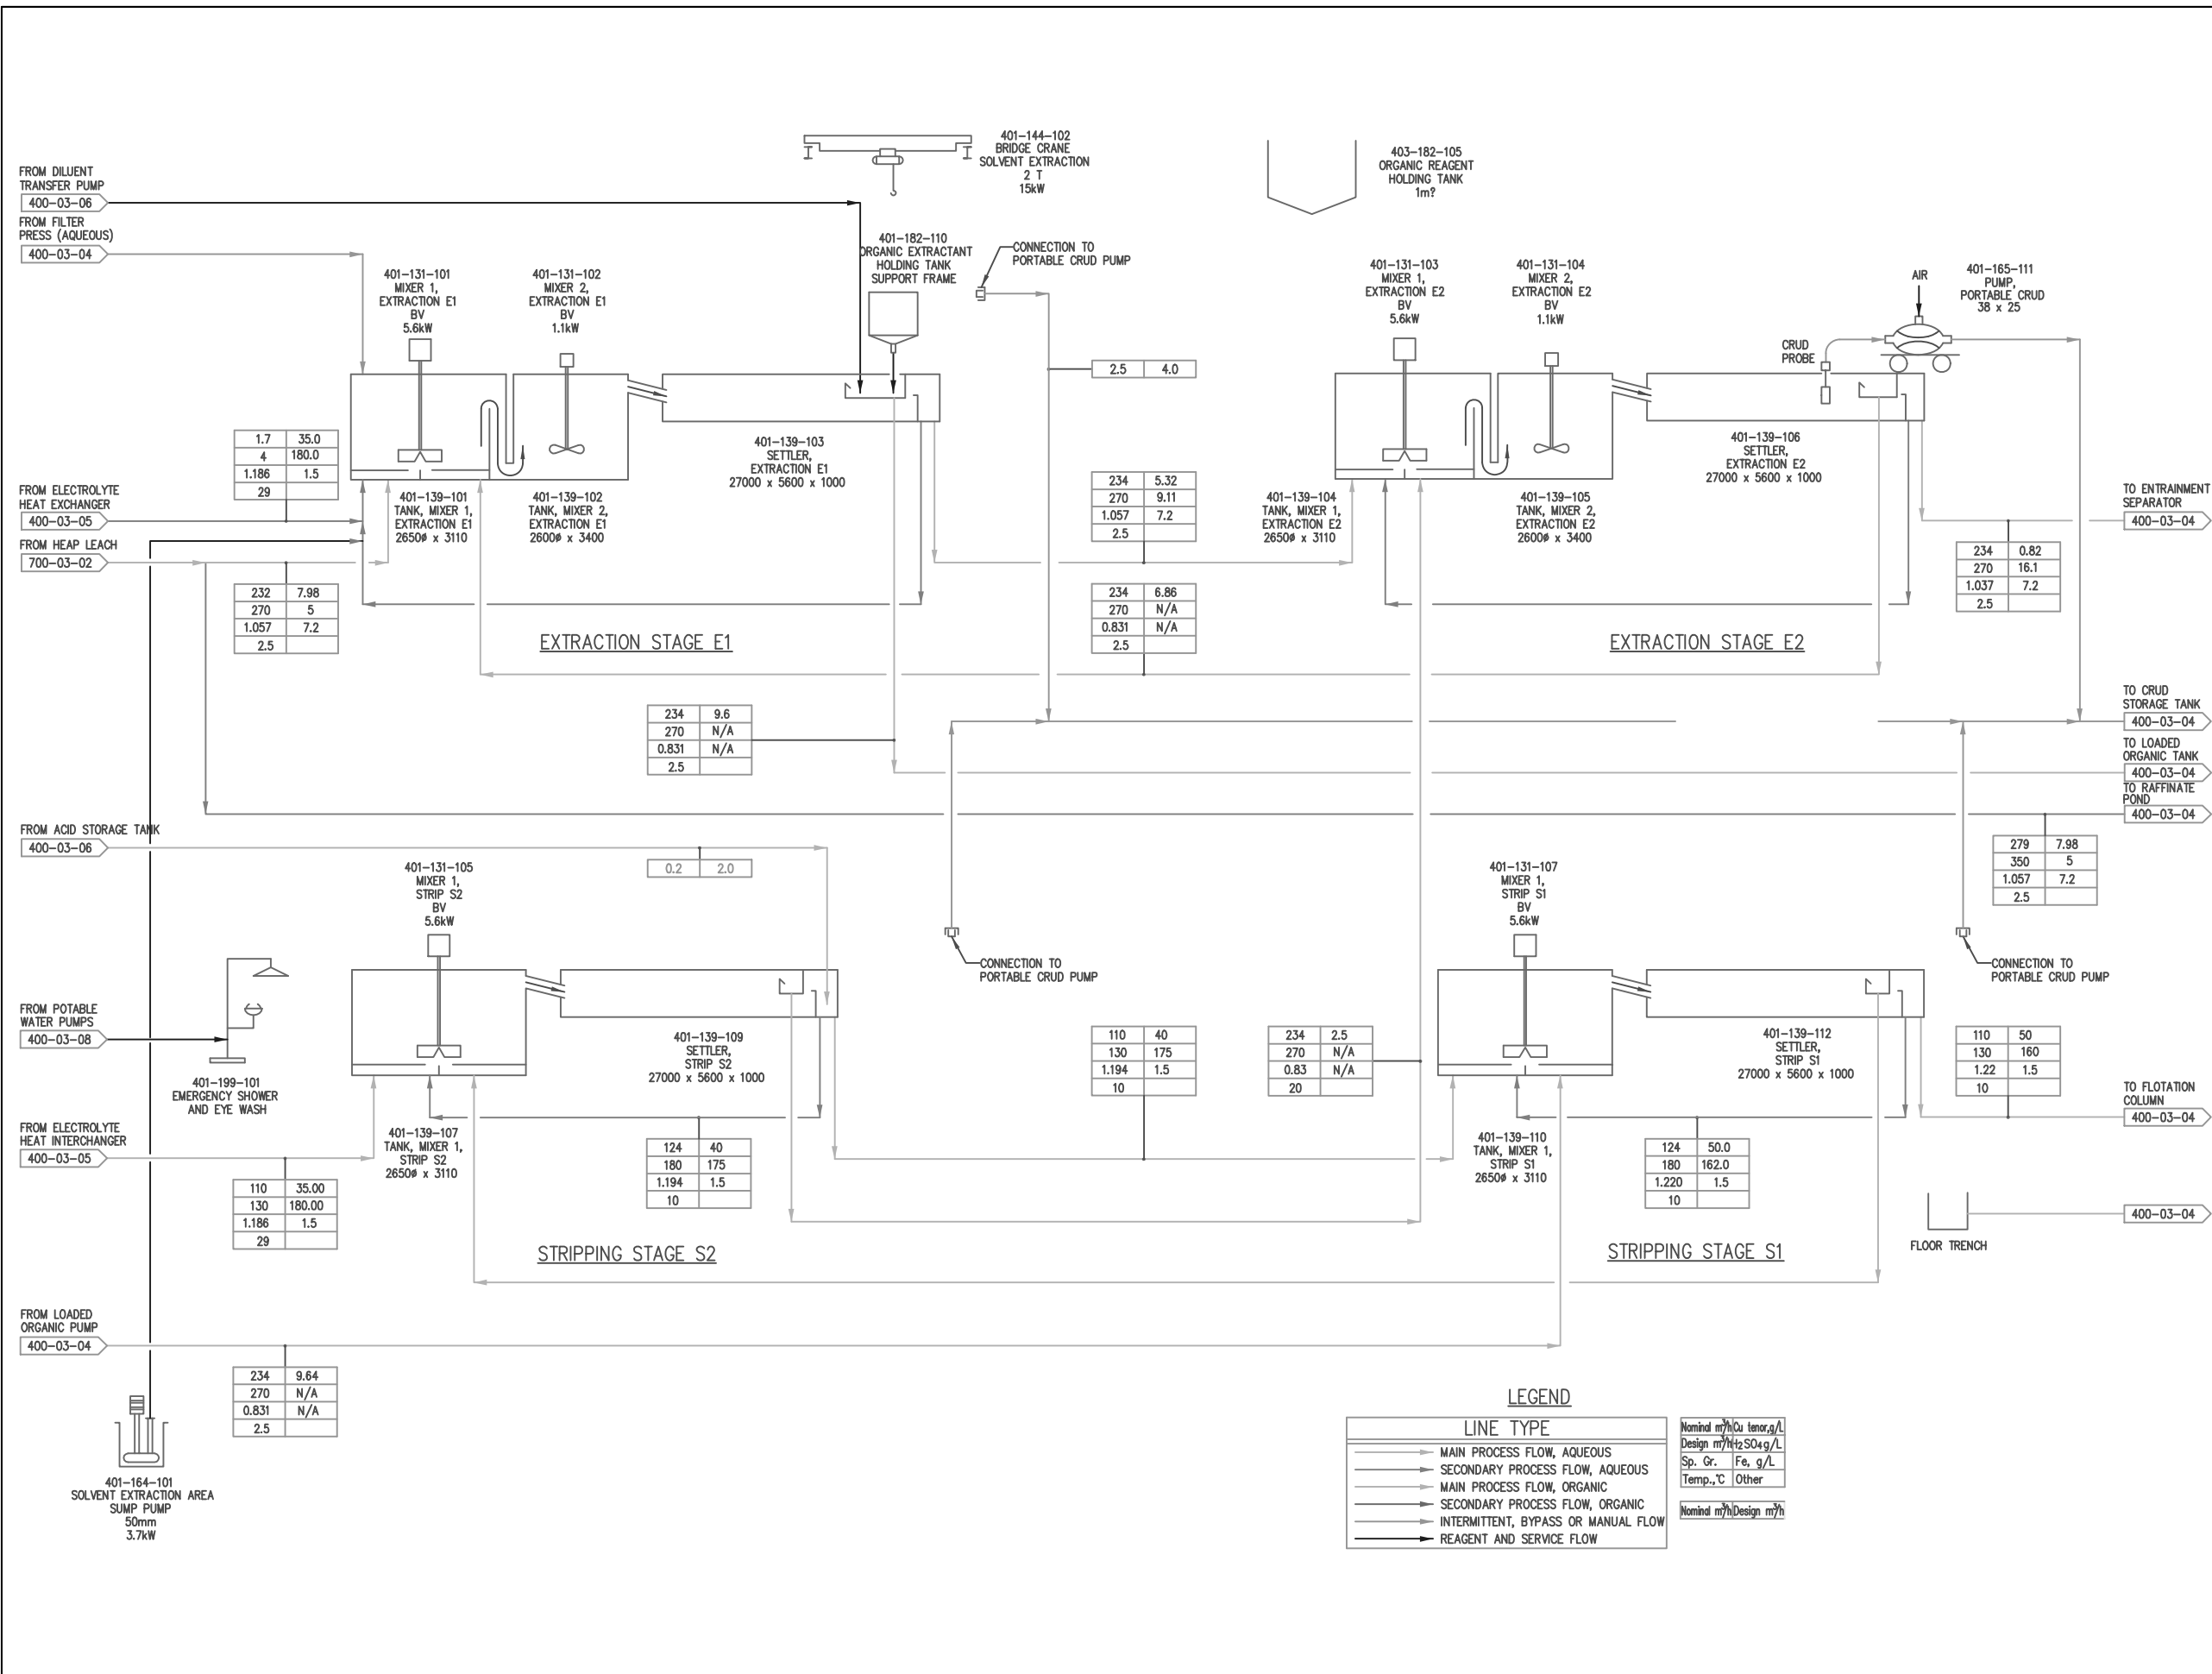 401-144-102
BRIDGE CRANE
SOLVENT EXTRACTION
2 T
15kW
403-182-105
ORGANIC REAGENT
HOLDING TANK
1m?
FROM DILUENT
TRANSFER PUMP
400-03-06
FROM FILTER
PRESS (AQUEOUS)
400-03-04
401-131-101
MIXER 1,
EXTRACTION E1
BV
5.6kW
401-131-102
MIXER 2,
EXTRACTION E1
BV
1.1kW
401-182-110
ORGANIC EXTRACTANT
HOLDING TANK
SUPPORT FRAME
CONNECTION TO
PORTABLE CRUD PUMP
401-131-103
MIXER 1,
EXTRACTION E2
BV
5.6kW
401-131-104
MIXER 2,
EXTRACTION E2
BV
1.1kW
AIR
401-165-111
PUMP,
PORTABLE CRUD
38 x 25
CRUD
PROBE
2.5 4.0
1.7 35.0
4 180.0
1.186 1.5
29
401-139-103
SETTLER,
EXTRACTION E1
27000 x 5600 x 1000
401-139-106
SETTLER,
EXTRACTION E2
27000 x 5600 x 1000
FROM ELECTROLYTE
HEAT EXCHANGER
400-03-05
401-139-101
TANK, MIXER 1,
EXTRACTION E1
2650ø x 3110
401-139-102
TANK, MIXER 2,
EXTRACTION E1
2600ø x 3400
234 5.32
270 9.11
1.057 7.2
2.5
401-139-104
TANK, MIXER 1,
EXTRACTION E2
2650ø x 3110
401-139-105
TANK, MIXER 2,
EXTRACTION E2
2600ø x 3400
TO ENTRAINMENT
SEPARATOR
400-03-04
FROM HEAP LEACH
700-03-02
234 0.82
270 16.1
1.037 7.2
2.5
232 7.98
270 5
1.057 7.2
2.5
234 6.86
270 N/A
0.831 N/A
2.5
EXTRACTION STAGE E1
EXTRACTION STAGE E2
234 9.6
270 N/A
0.831 N/A
2.5
TO CRUD
STORAGE TANK
400-03-04
TO LOADED
ORGANIC TANK
400-03-04
TO RAFFINATE
POND
400-03-04
FROM ACID STORAGE TANK
400-03-06
0.2 2.0
279 7.98
350 5
1.057 7.2
2.5
401-131-105
MIXER 1,
STRIP S2
BV
5.6kW
401-131-107
MIXER 1,
STRIP S1
BV
5.6kW
CONNECTION TO
PORTABLE CRUD PUMP
CONNECTION TO
PORTABLE CRUD PUMP
FROM POTABLE
WATER PUMPS
400-03-08
401-199-101
EMERGENCY SHOWER
AND EYE WASH
401-139-109
SETTLER,
STRIP S2
27000 x 5600 x 1000
110 40
130 175
1.194 1.5
10
234 2.5
270 N/A
0.83 N/A
20
401-139-112
SETTLER,
STRIP S1
27000 x 5600 x 1000
110 50
130 160
1.22 1.5
10
TO FLOTATION
COLUMN
400-03-04
FROM ELECTROLYTE
HEAT INTERCHANGER
400-03-05
401-139-107
TANK, MIXER 1,
STRIP S2
2650ø x 3110
124 40
180 175
1.194 1.5
10
401-139-110
TANK, MIXER 1,
STRIP S1
2650ø x 3110
124 50.0
180 162.0
1.220 1.5
10
110 35.00
130 180.00
1.186 1.5
29
400-03-04
FLOOR TRENCH
STRIPPING STAGE S2
STRIPPING STAGE S1
FROM LOADED
ORGANIC PUMP
400-03-04
234 9.64
270 N/A
0.831 N/A
2.5
401-164-101
SOLVENT EXTRACTION AREA
SUMP PUMP
50mm
3.7kW
LEGEND
LINE TYPE
MAIN PROCESS FLOW, AQUEOUS
SECONDARY PROCESS FLOW, AQUEOUS
MAIN PROCESS FLOW, ORGANIC
SECONDARY PROCESS FLOW, ORGANIC
INTERMITTENT, BYPASS OR MANUAL FLOW
REAGENT AND SERVICE FLOW
Nominal m³/h Cu tenor,g/L
Design m³/h H2SO4 g/L
Sp. Gr. Fe, g/L
Temp.,°C Other
Nominal m³/h Design m³/h